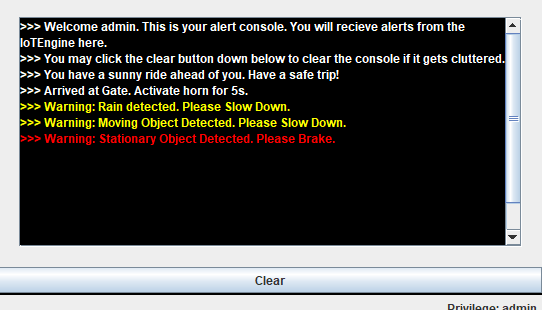 >>> Welcome admin. This is your alert console. You will recieve alerts from the
IoTEngine here.
>>> You may click the clear button down below to clear the console if it gets cluttered.
>>> You have a sunny ride ahead of you. Have a safe trip!
>>> Arrived at Gate. Activate horn for 5s.
>>> Warning: Rain detected. Please Slow Down.
>>> Warning: Moving Object Detected. Please Slow Down.
>>> Warning: Stationary Object Detected. Please Brake.
Clear
Privilege: admin